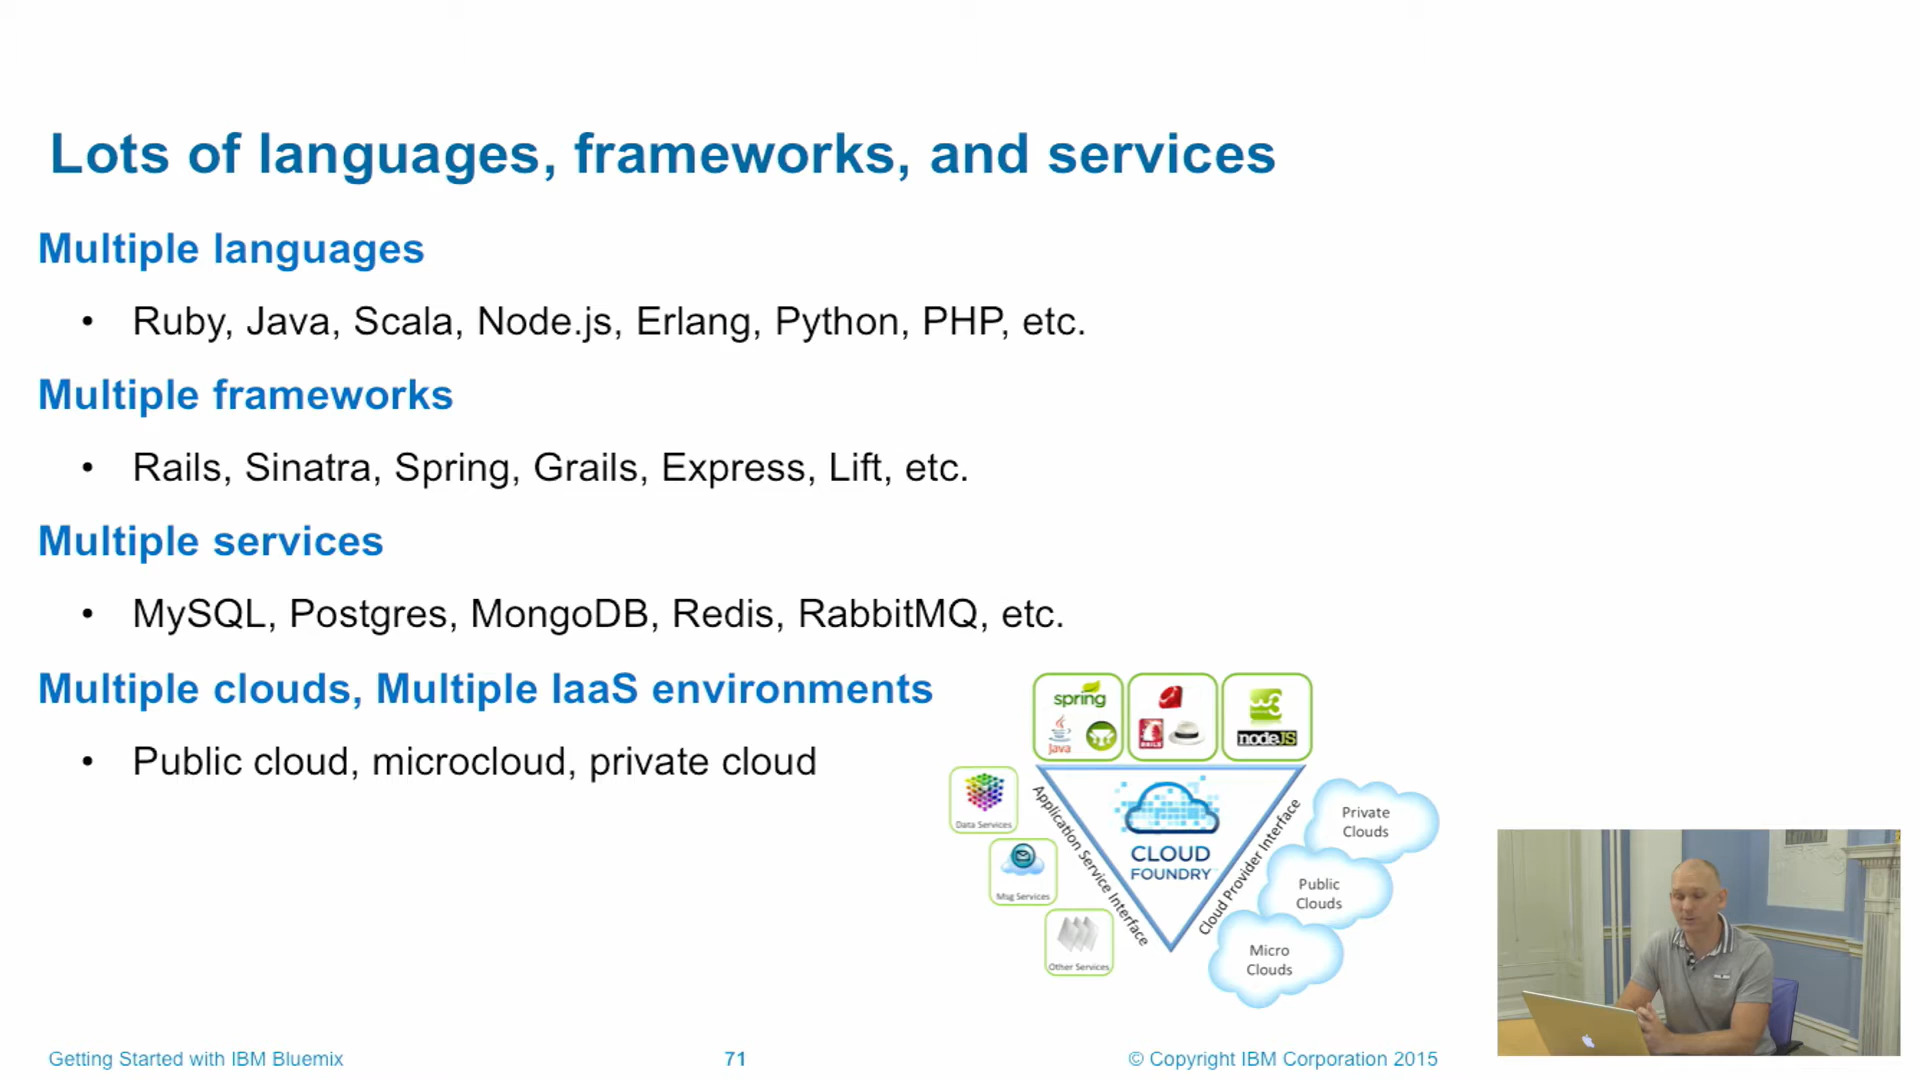 Lots of languages, frameworks, and services
Multiple languages
• Ruby, Java, Scala, Node.js, Erlang, Python, PHP, etc.
Multiple frameworks
• Rails, Sinatra, Spring, Grails, Express, Lift, etc.
Multiple services
• MySQL, Postgres, MongoDB, Redis, RabbitMQ, etc.
Multiple clouds, Multiple IaaS environments
• Public cloud, microcloud, private cloud
spring
Java
RAILS
w3
nodeJS
Data Services
Msg Services
Other Services
Application Service Interface
CLOUD
FOUNDRY
Cloud Provider Interface
Private
Clouds
Public
Clouds
Micro
Clouds
Getting Started with IBM Bluemix
71
© Copyright IBM Corporation 2015